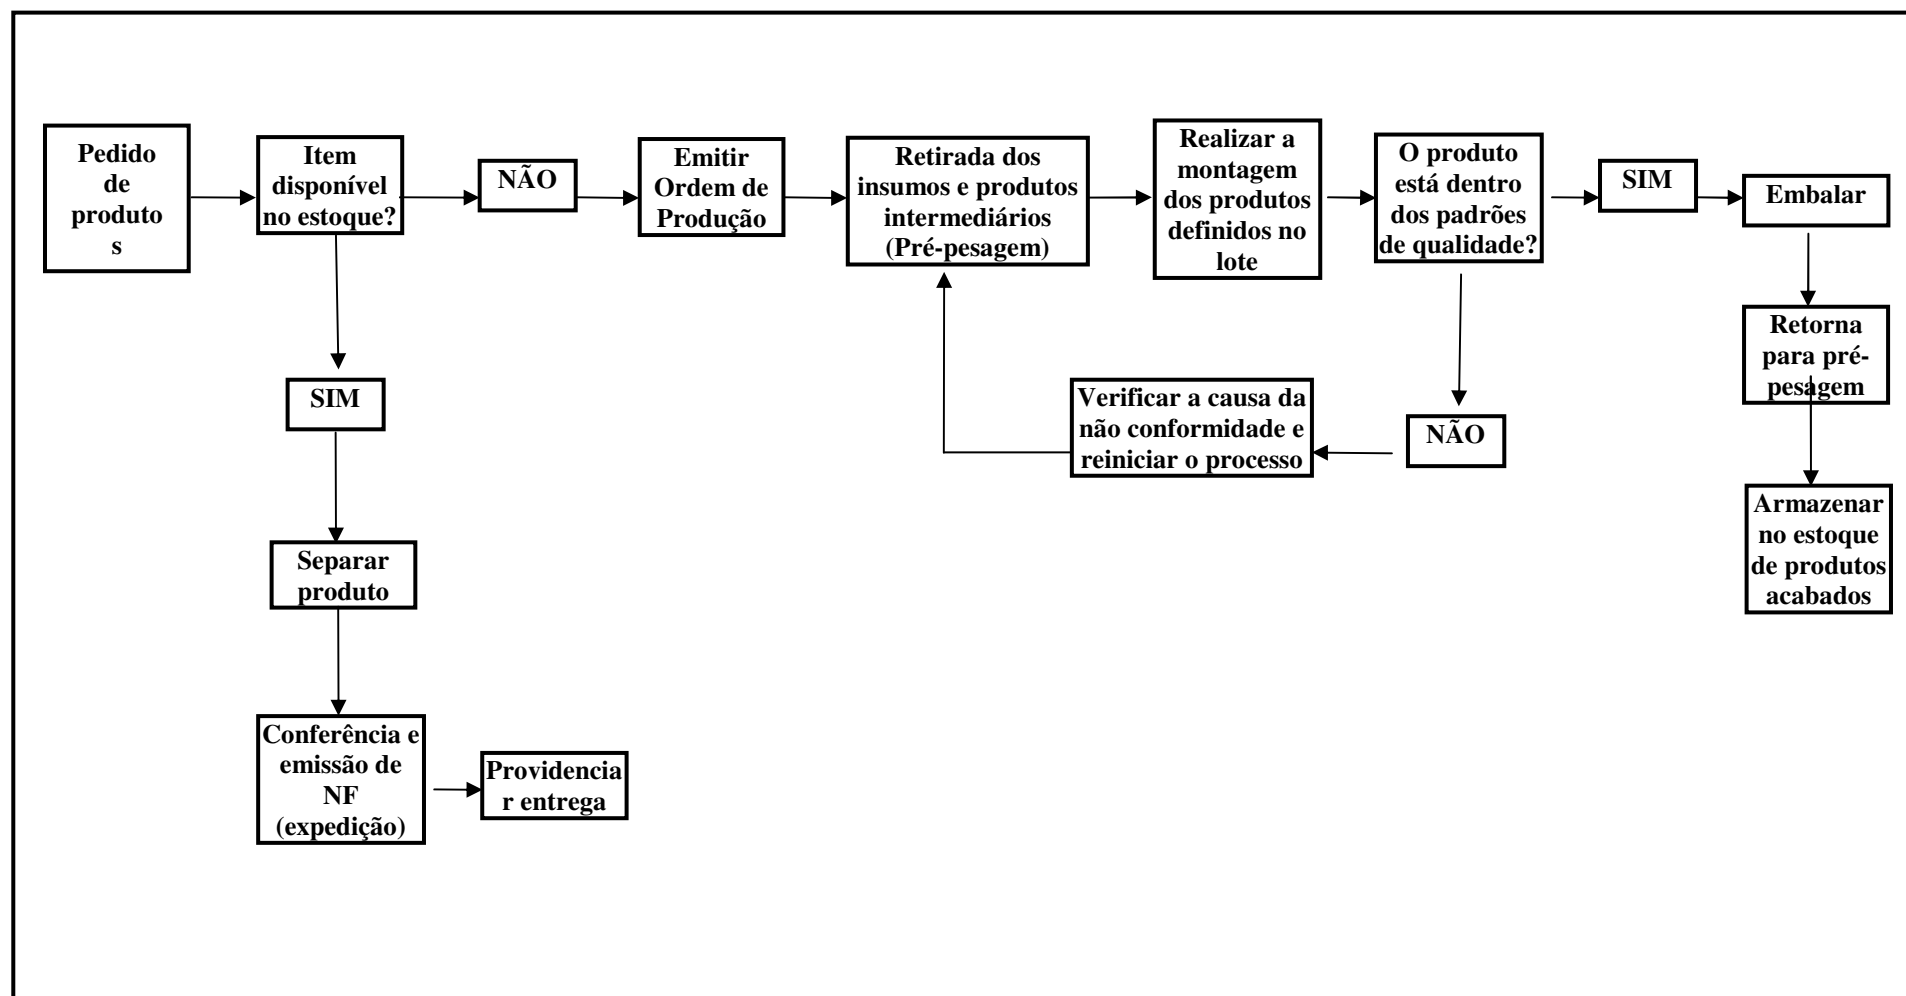 Pedido
de
produto
s
Item
disponível
no estoque?
NÃO
Emitir
Ordem de
Produção
Retirada dos
insumos e produtos
intermediários
(Pré-pesagem)
Realizar a
montagem
dos produtos
definidos no
lote
O produto
está dentro
dos padrões
de qualidade?
SIM
Embalar
Retorna
para pré-
pesagem
SIM
Verificar a causa da
não conformidade e
reiniciar o processo
NÃO
Armazenar
no estoque
de produtos
acabados
Separar
produto
Conferência e
emissão de
NF
(expedição)
Providencia
r entrega